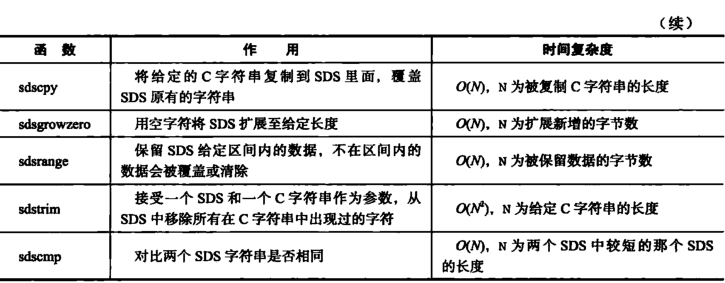 （续）
函 数 作 用 时间复杂度
sdscpy 将给定的 C 字符串复制到 SDS 里面，覆盖 SDS 原有的字符串 O(N)，N 为被复制 C 字符串的长度
sdsgrowzero 用空字符将 SDS 扩展至给定长度 O(N)，N 为扩展新增的字节数
sdsrange 保留 SDS 给定区间内的数据，不在区间内的数据会被覆盖或清除 O(N)，N 为被保留数据的字节数
sdstrim 接受一个 SDS 和一个 C 字符串作为参数，从 SDS 中移除所有在 C 字符串中出现过的字符 O(N²)，N 为给定 C 字符串的长度
sdscmp 对比两个 SDS 字符串是否相同 O(N)，N 为两个 SDS 中较短的那个 SDS 的长度